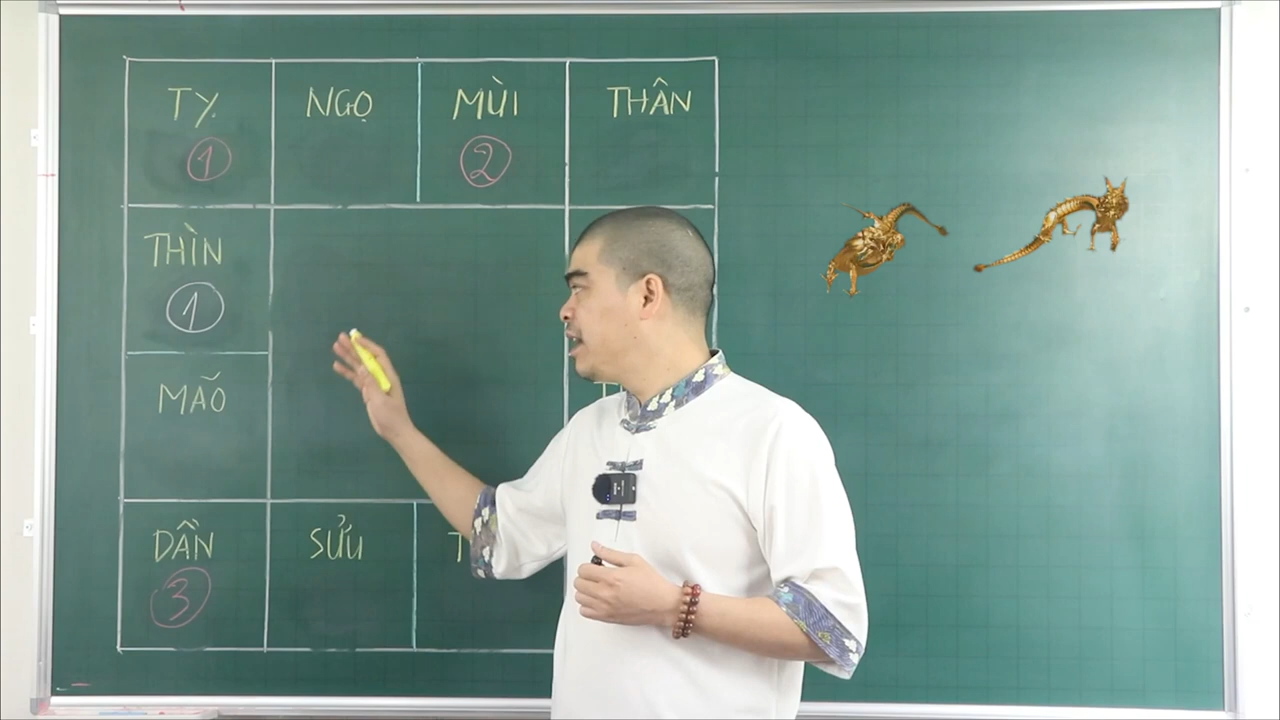 TỴ NGỌ MÙI THÂN
1 2
THÌN
1
MÃO
DẦN SỬU
3